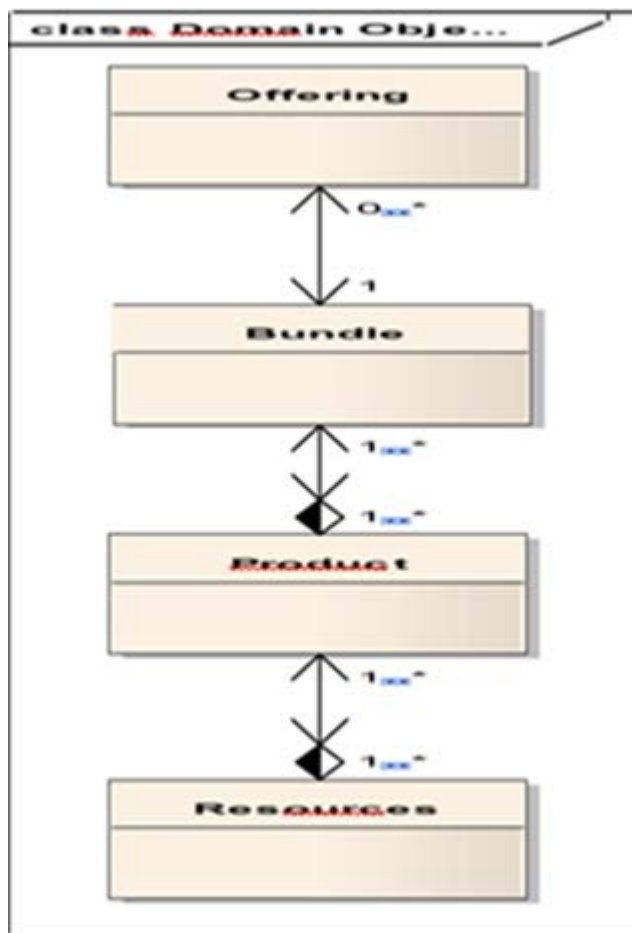 class Domain Obje...
Offering
0..*
1
Bundle
1..*
1..*
Product
1..*
1..*
Resources